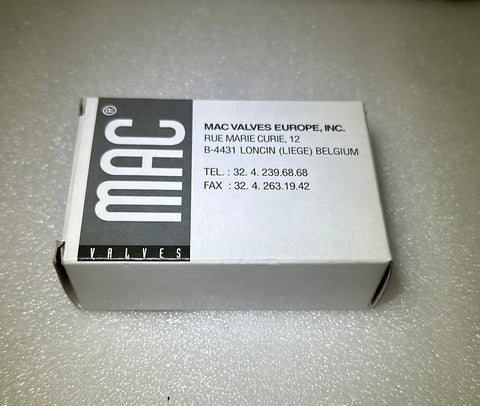 MAC®
VALVES
MAC VALVES EUROPE, INC.
RUE MARIE CURIE, 12
B-4431 LONCIN (LIEGE) BELGIUM
TEL. : 32. 4. 239.68.68
FAX : 32. 4. 263.19.42